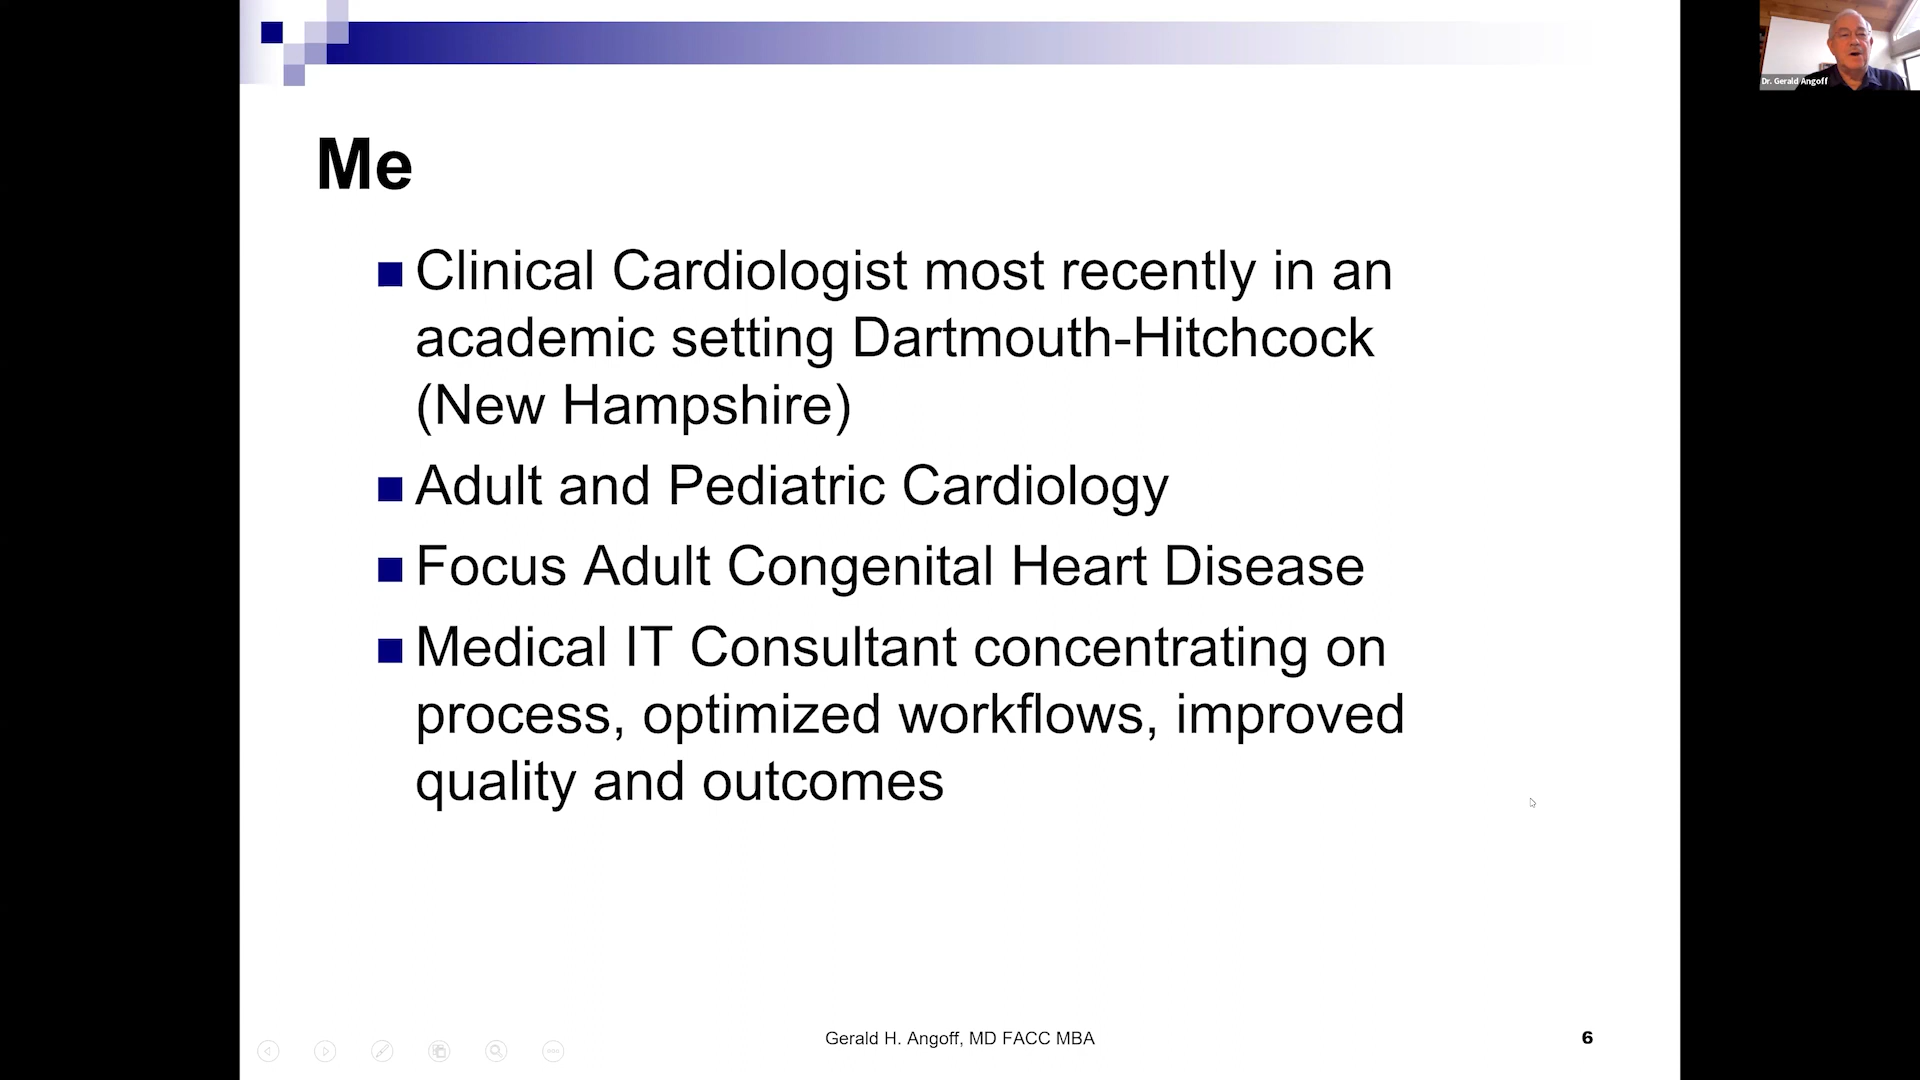 Dr. Gerald Angoff
Me
Clinical Cardiologist most recently in an
academic setting Dartmouth-Hitchcock
(New Hampshire)
Adult and Pediatric Cardiology
Focus Adult Congenital Heart Disease
Medical IT Consultant concentrating on
process, optimized workflows, improved
quality and outcomes
Gerald H. Angoff, MD FACC MBA
6